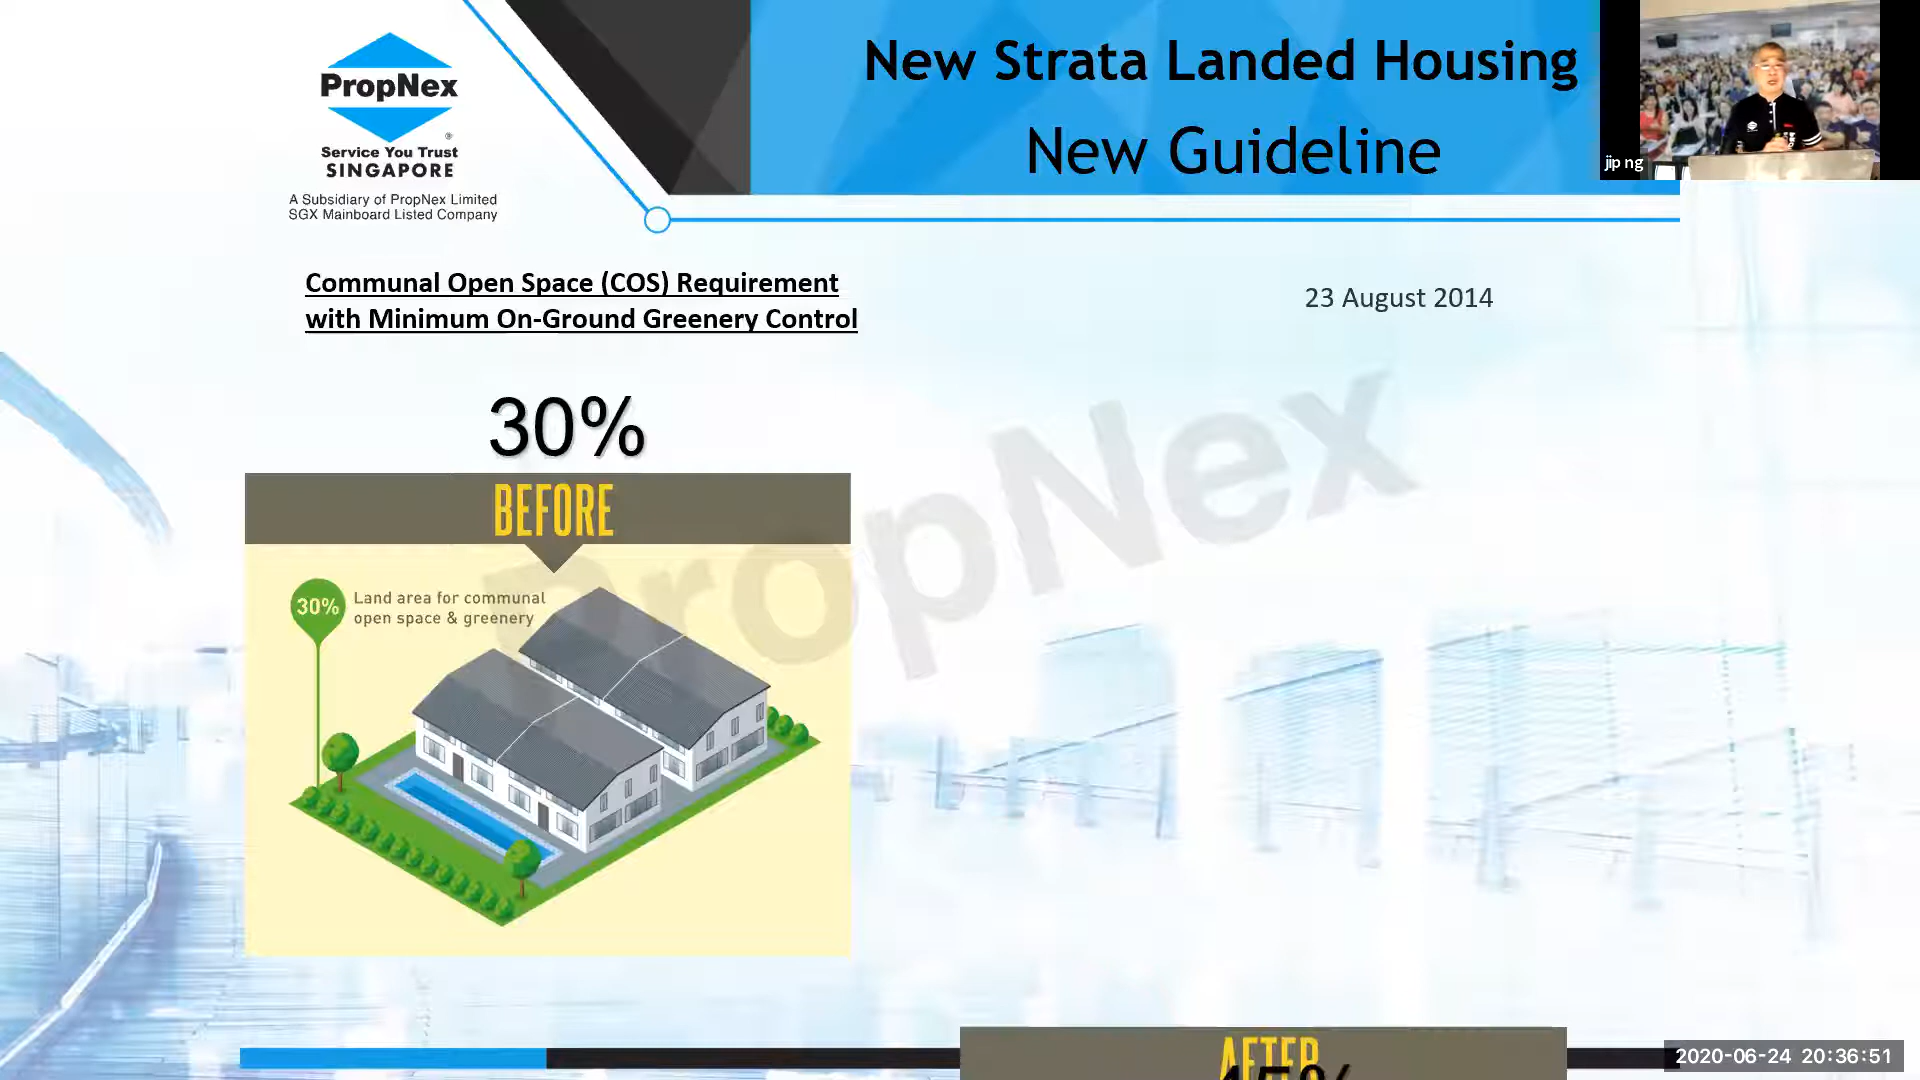 PropNex
®
Service You Trust
SINGAPORE
A Subsidiary of PropNex Limited
SGX Mainboard Listed Company
New Strata Landed Housing
New Guideline
jip ng
Communal Open Space (COS) Requirement
with Minimum On-Ground Greenery Control
23 August 2014
30%
BEFORE
30%
Land area for communal
open space & greenery
PropNex
AFTER
2020-06-24 20:36:51